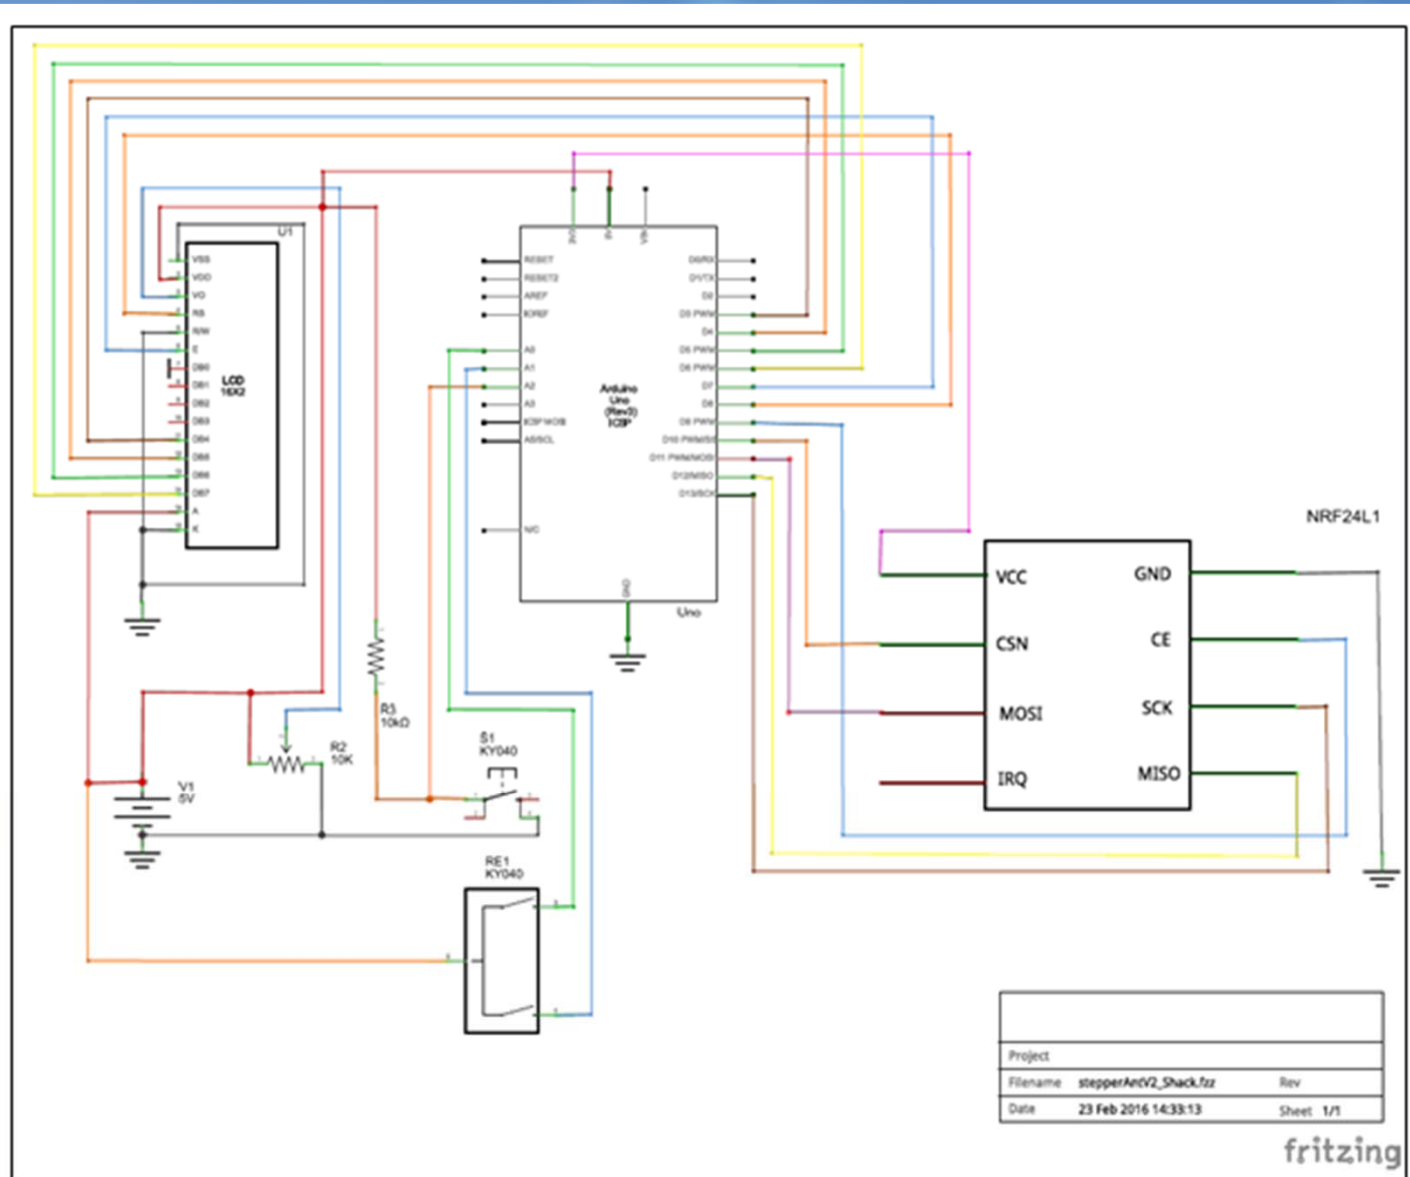 U1
VSS
VDD
VO
RS
R/W
E
DB0
DB1
DB2
DB3
DB4
DB5
DB6
DB7
A
K
LCD
16X2
3V3
5V
VIN
RESET
RESET2
AREF
IOREF
A0
A1
A2
A3
N/C
D0/RX
D1/TX
D2
D3 PWM
D4
D5 PWM
D6 PWM
D7
D8
D9 PWM
D10 PWM/SS
D11 PWM/MOSI
D12/MISO
D13/SCK
Arduino
Uno
(Rev3)
ICSP
GND
Uno
NRF24L1
VCC
CSN
MOSI
IRQ
GND
CE
SCK
MISO
R3
10kΩ
R2
10K
V1
5V
S1
KY040
RE1
KY040
Project
Filename stepperAntV2_Shack.fzz Rev
Date 23 Feb 2016 14:33:13 Sheet 1/1
fritzing